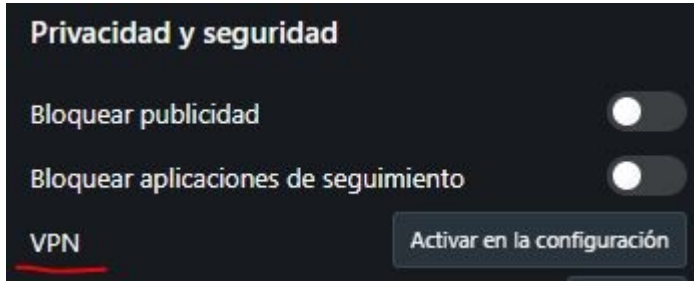 Privacidad y seguridad
Bloquear publicidad
Bloquear aplicaciones de seguimiento
VPN Activar en la configuración